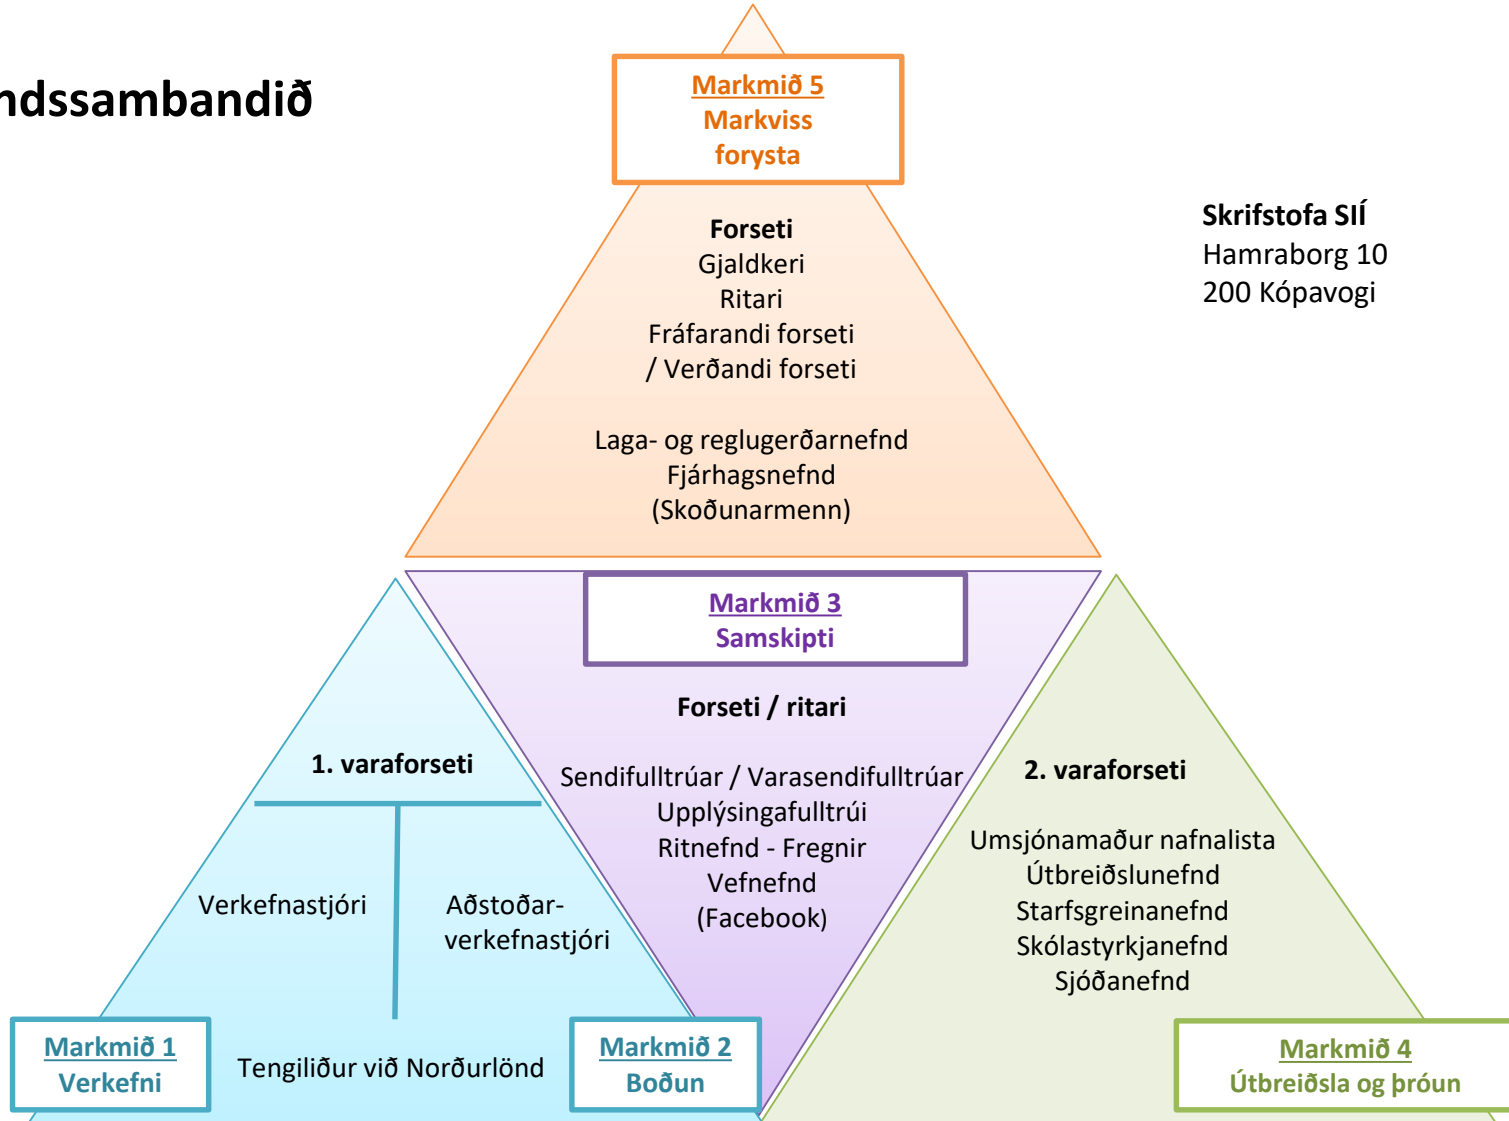 ndssambandið
Markmið 5
Markviss
forysta
Skrifstofa SIÍ
Hamraborg 10
200 Kópavogi
Forseti
Gjaldkeri
Ritari
Fráfarandi forseti
/ Verðandi forseti
Laga- og reglugerðarnefnd
Fjárhagsnefnd
(Skoðunarmenn)
Markmið 3
Samskipti
Forseti / ritari
Sendifulltrúar / Varasendifulltrúar
Upplýsingafulltrúi
Ritnefnd - Fregnir
Vefnefnd
(Facebook)
1. varaforseti
Verkefnastjóri
Aðstoðar-
verkefnastjóri
Tengiliður við Norðurlönd
Markmið 1
Verkefni
Markmið 2
Boðun
2. varaforseti
Umsjónamaður nafnalista
Útbreiðslunefnd
Starfsgreinanefnd
Skólastyrkjanefnd
Sjóðanefnd
Markmið 4
Útbreiðsla og þróun